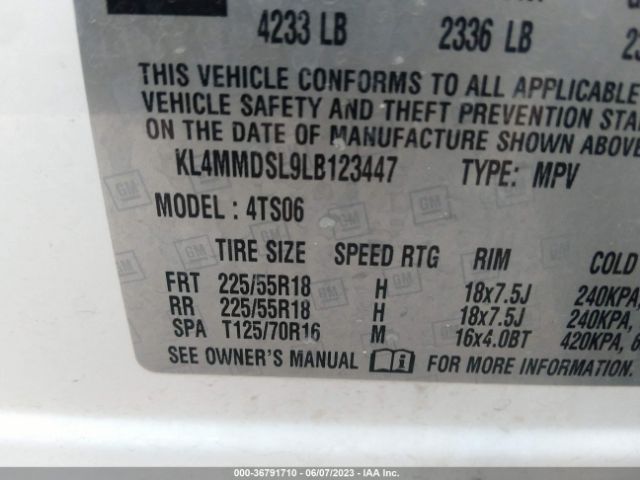 4233 LB 2336 LB
THIS VEHICLE CONFORMS TO ALL APPLICABLE
VEHICLE SAFETY AND THEFT PREVENTION STA
ON THE DATE OF MANUFACTURE SHOWN ABOVE
KL4MMDSL9LB123447 TYPE: MPV
MODEL : 4TS06
TIRE SIZE SPEED RTG RIM COLD
FRT 225/55R18 H 18x7.5J 240KPA,
RR 225/55R18 H 18x7.5J 240KPA,
SPA T125/70R16 M 16x4.0BT 420KPA, 6
SEE OWNER'S MANUAL FOR MORE INFORMATION.
000-36791710 | 06/07/2023 | IAA Inc.